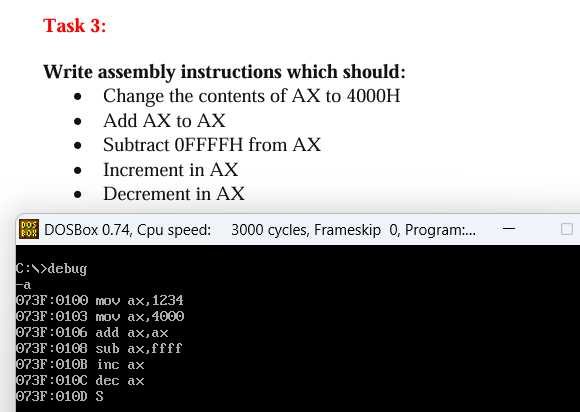 Task 3:
Write assembly instructions which should:
• Change the contents of AX to 4000H
• Add AX to AX
• Subtract 0FFFFH from AX
• Increment in AX
• Decrement in AX
DOS BOX DOSBox 0.74, Cpu speed: 3000 cycles, Frameskip 0, Program:...
C:\>debug
-a
073F:0100 mov ax,1234
073F:0103 mov ax,4000
073F:0106 add ax,ax
073F:0108 sub ax,ffff
073F:010B inc ax
073F:010C dec ax
073F:010D S